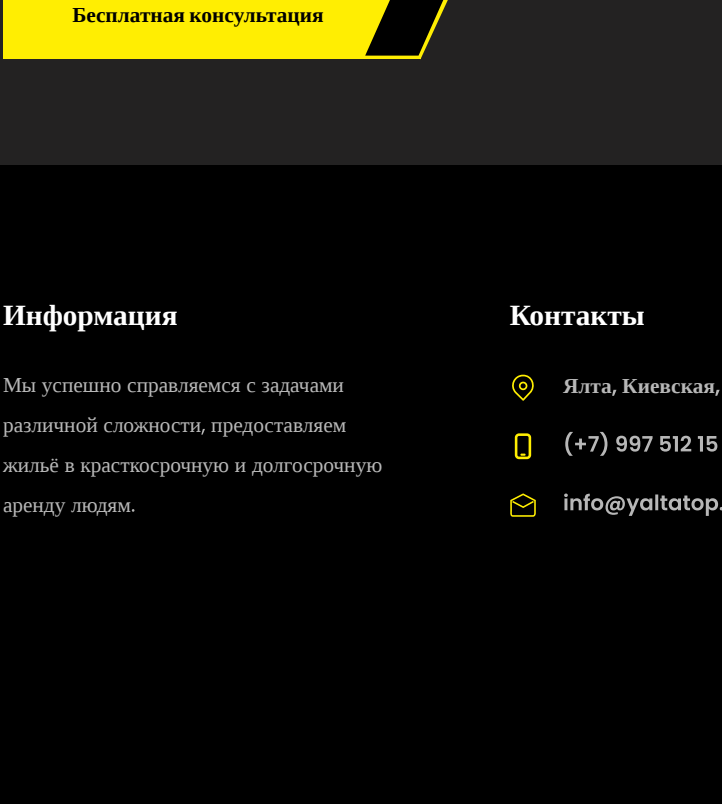 Бесплатная консультация
Информация
Мы успешно справляемся с задачами
различной сложности, предоставляем
жильё в красткосрочную и долгосрочную
аренду людям.
Контакты
Ялта, Киевская,
(+7) 997 512 15
info@yaltatop.